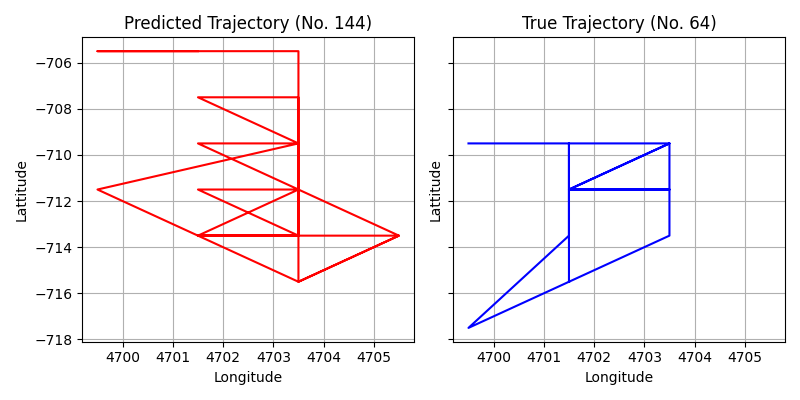 Predicted Trajectory (No. 144)
True Trajectory (No. 64)
Lattitude
−706
−708
−710
−712
−714
−716
−718
4700 4701 4702 4703 4704 4705
Longitude
Lattitude
4700 4701 4702 4703 4704 4705
Longitude